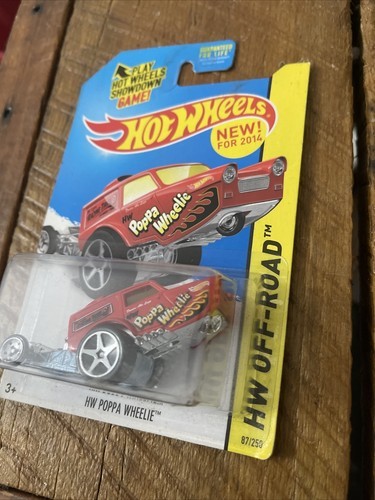 GUARANTEED
FOR LIFE
PLAY
HOT WHEELS
SHOWDOWN
GAME!
HOT WHEELS
NEW!
FOR 2014
HW
Poppa
Wheelie
Poppa
Wheelie
HW OFF-ROAD™
3+
HW POPPA WHEELIE™
87/250